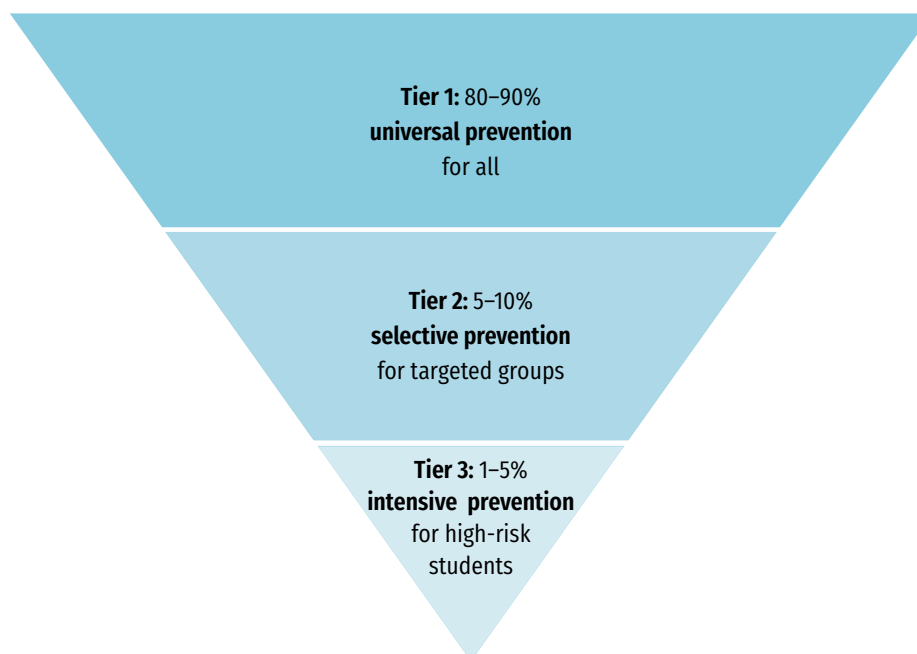 Tier 1: 80–90%
universal prevention
for all
Tier 2: 5–10%
selective prevention
for targeted groups
Tier 3: 1–5%
intensive prevention
for high-risk
students